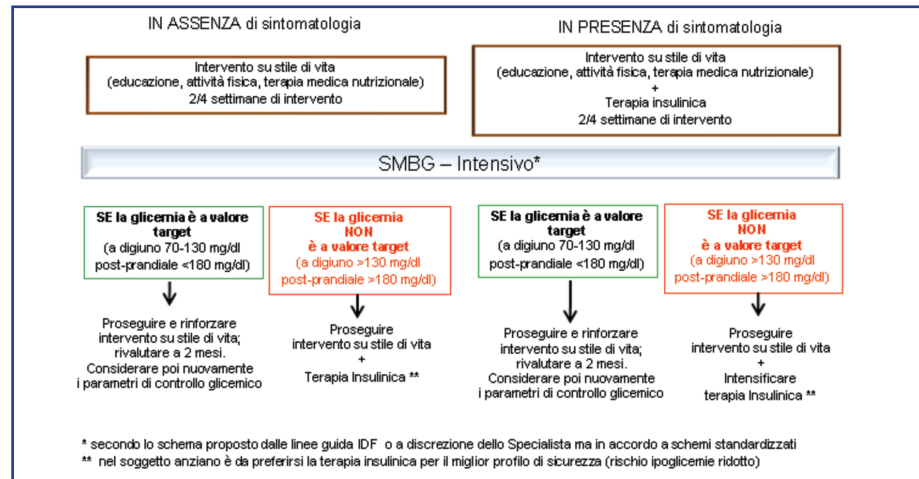 IN ASSENZA di sintomatologia
Intervento su stile di vita
(educazione, attività fisica, terapia medica nutrizionale)
2/4 settimane di intervento
IN PRESENZA di sintomatologia
Intervento su stile di vita
(educazione, attività fisica, terapia medica nutrizionale)
+
Terapia insulinica
2/4 settimane di intervento
SMBG – Intensivo*
SE la glicemia è a valore
target
(a digiuno 70-130 mg/dl
post-prandiale <180 mg/dl)
Proseguire e rinforzare
intervento su stile di vita;
rivalutare a 2 mesi.
Considerare poi nuovamente
i parametri di controllo glicemico
SE la glicemia
NON
è a valore target
(a digiuno >130 mg/dl
post-prandiale >180 mg/dl)
Proseguire
intervento su stile di vita
+
Terapia Insulinica **
SE la glicemia è a valore
target
(a digiuno 70-130 mg/dl
post-prandiale <180 mg/dl)
Proseguire e rinforzare
intervento su stile di vita;
rivalutare a 2 mesi.
Considerare poi nuovamente
i parametri di controllo glicemico
SE la glicemia
NON
è a valore target
(a digiuno >130 mg/dl
post-prandiale >180 mg/dl)
Proseguire
intervento su stile di vita
+
Intensificare
terapia Insulinica **
* secondo lo schema proposto dalle linee guida IDF o a discrezione dello Specialista ma in accordo a schemi standardizzati
** nel soggetto anziano è da preferirsi la terapia insulinica per il miglior profilo di sicurezza (rischio ipoglicemie ridotto)